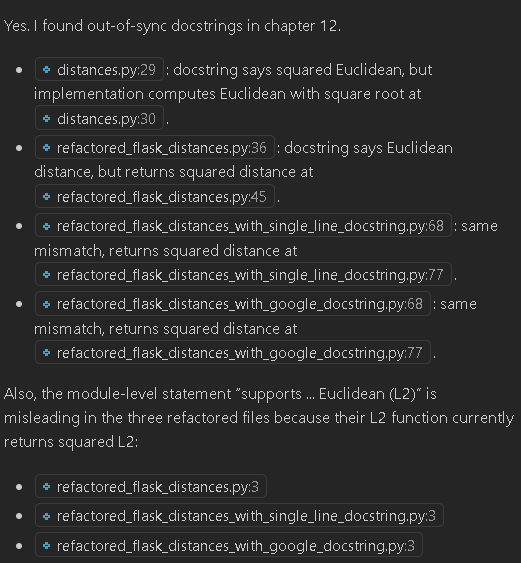 Yes. I found out-of-sync docstrings in chapter 12.
distances.py:29 : docstring says squared Euclidean, but
implementation computes Euclidean with square root at
distances.py:30 .
refactored_flask_distances.py:36 : docstring says Euclidean
distance, but returns squared distance at
refactored_flask_distances.py:45 .
refactored_flask_distances_with_single_line_docstring.py:68 : same
mismatch, returns squared distance at
refactored_flask_distances_with_single_line_docstring.py:77 .
refactored_flask_distances_with_google_docstring.py:68 : same
mismatch, returns squared distance at
refactored_flask_distances_with_google_docstring.py:77 .
Also, the module-level statement “supports ... Euclidean (L2)” is
misleading in the three refactored files because their L2 function currently
returns squared L2:
refactored_flask_distances.py:3
refactored_flask_distances_with_single_line_docstring.py:3
refactored_flask_distances_with_google_docstring.py:3